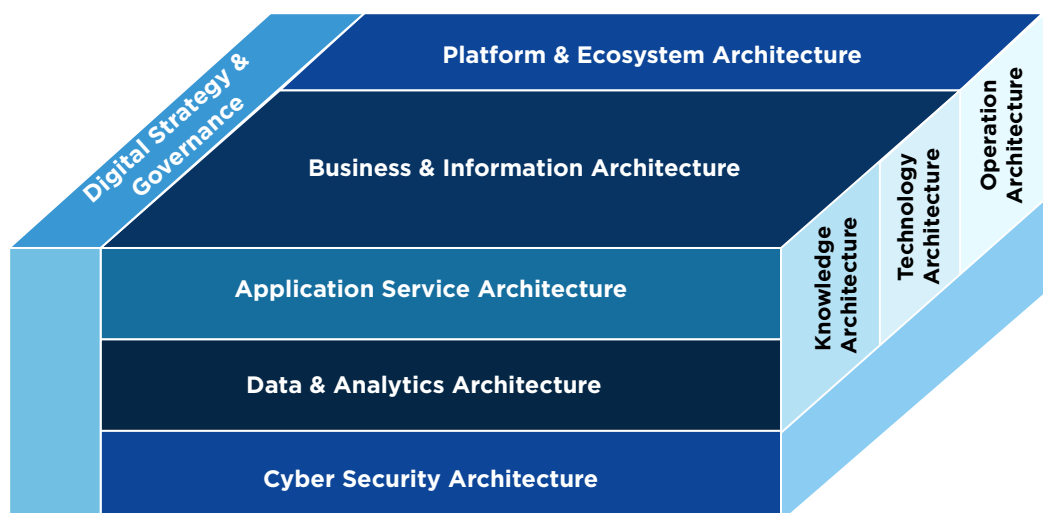 Platform & Ecosystem Architecture
Digital Strategy &
Governance
Business & Information Architecture
Operation
Architecture
Technology
Architecture
Knowledge
Architecture
Application Service Architecture
Data & Analytics Architecture
Cyber Security Architecture